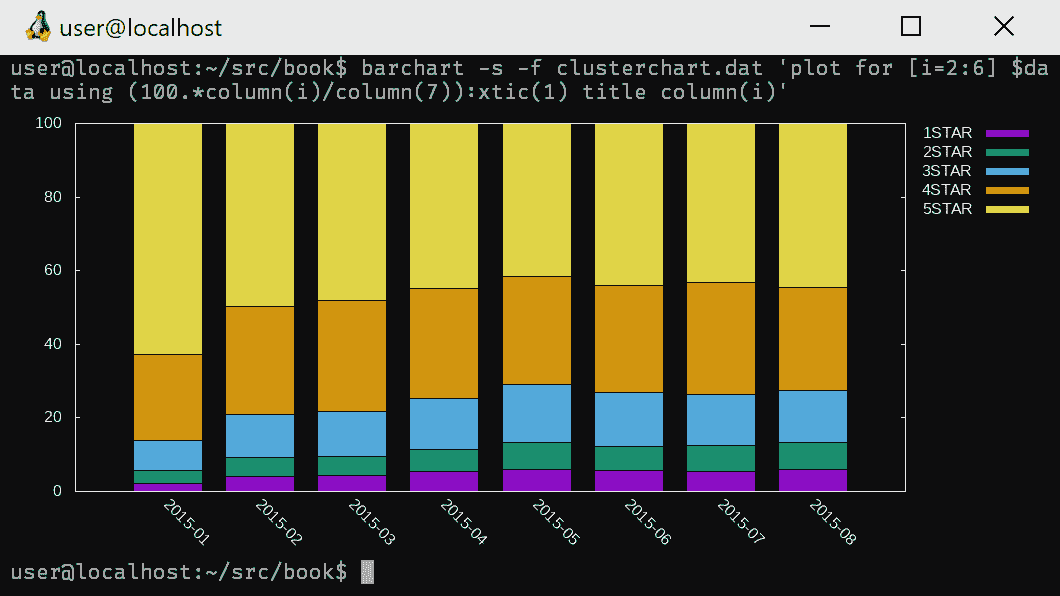 user@localhost
user@localhost:~/src/book$ barchart -s -f clusterchart.dat 'plot for [i=2:6] $da
ta using (100.*column(i)/column(7)):xtic(1) title column(i)'
100
80
60
40
20
0
1STAR
2STAR
3STAR
4STAR
5STAR
2015-01
2015-02
2015-03
2015-04
2015-05
2015-06
2015-07
2015-08
user@localhost:~/src/book$